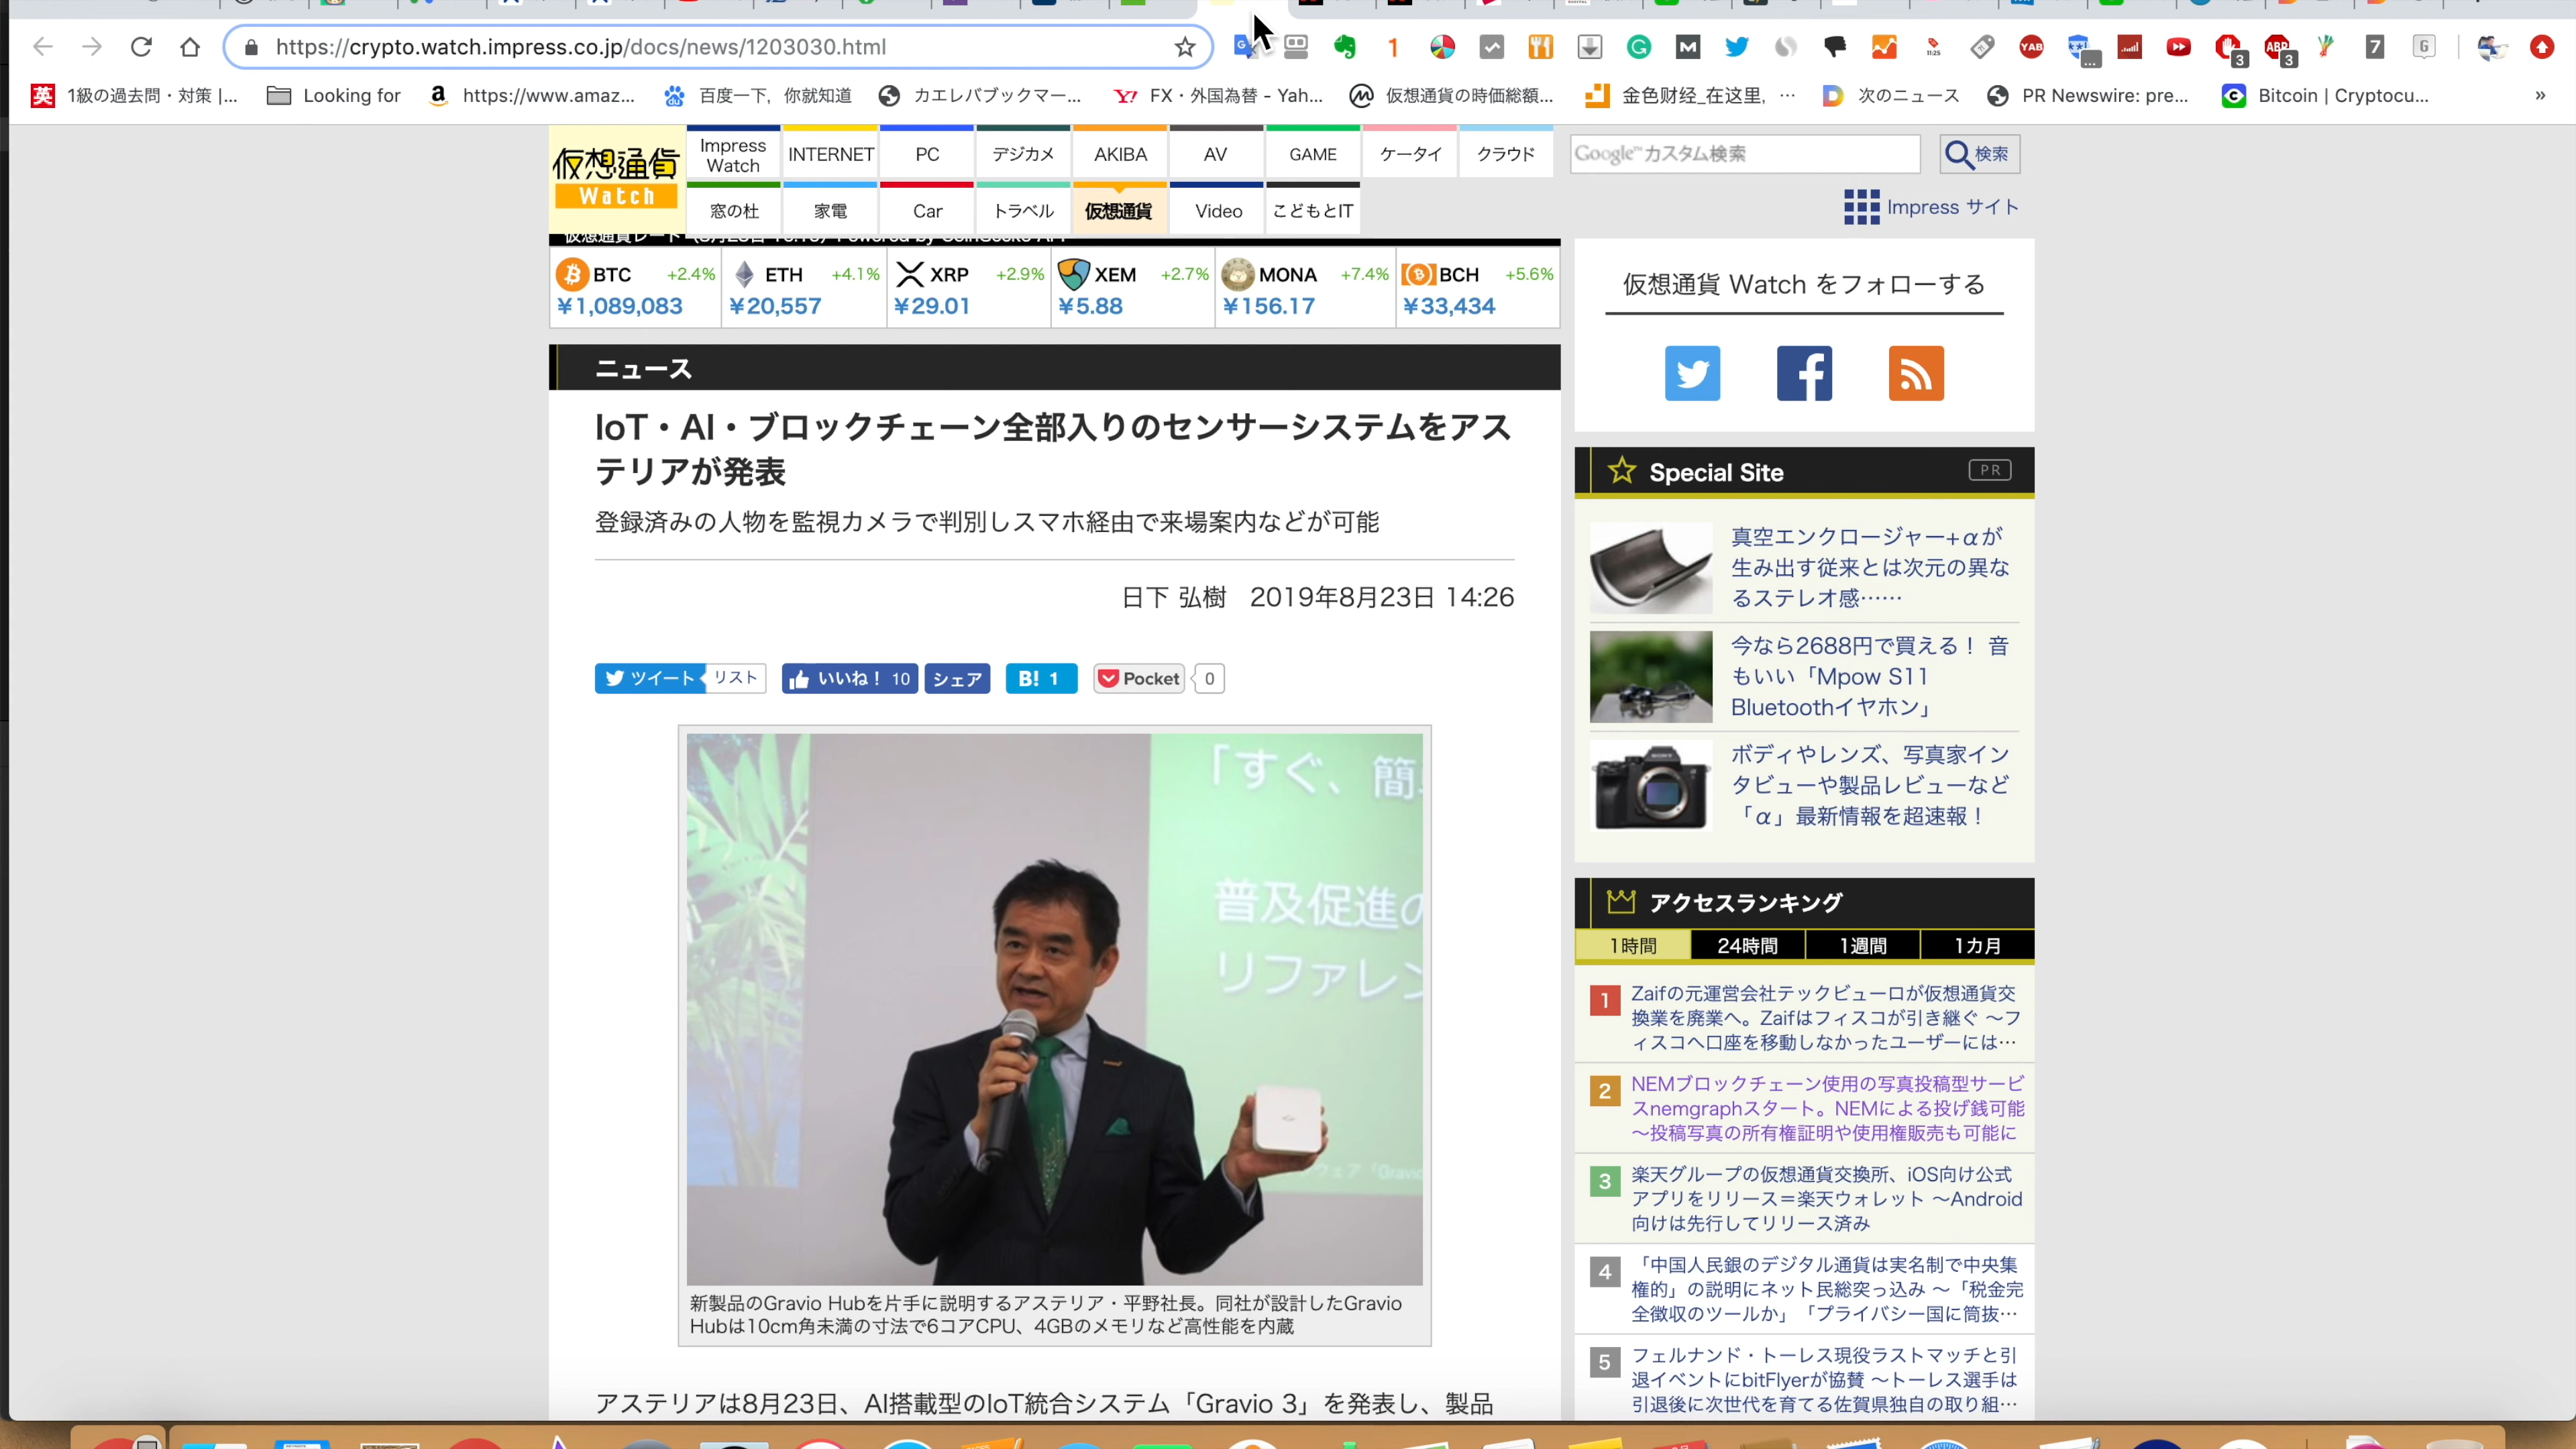 https://crypto.watch.impress.co.jp/docs/news/1203030.html
1級の過去問・対策 |...
Looking for
https://www.amaz...
百度一下，你就知道
カエレバブックマー...
FX・外国為替 - Yah...
仮想通貨の時価総額...
金色财经_在这里, ...
次のニュース
PR Newswire: pre...
Bitcoin | Cryptocu...
仮想通貨
Watch
Impress Watch
INTERNET
PC
デジカメ
AKIBA
AV
GAME
ケータイ
クラウド
窓の杜
家電
Car
トラベル
仮想通貨
Video
こどもとIT
Google™カスタム検索
検索
Impress サイト
BTC +2.4%
¥1,089,083
ETH +4.1%
¥20,557
XRP +2.9%
¥29.01
XEM +2.7%
¥5.88
MONA +7.4%
¥156.17
BCH +5.6%
¥33,434
ニュース
IoT・AI・ブロックチェーン全部入りのセンサーシステムをアス
テリアが発表
登録済みの人物を監視カメラで判別しスマホ経由で来場案内などが可能
日下 弘樹 2019年8月23日 14:26
ツイート リスト
いいね！ 10
シェア
B! 1
Pocket 0
「すぐ、簡
普及促進の
リファレン
新製品のGravio Hubを片手に説明するアステリア・平野社長。同社が設計したGravio
Hubは10cm角未満の寸法で6コアCPU、4GBのメモリなど高性能を内蔵
アステリアは8月23日、AI搭載型のIoT統合システム「Gravio 3」を発表し、製品
仮想通貨 Watch をフォローする
Special Site PR
真空エンクロージャー+αが
生み出す従来とは次元の異な
るステレオ感……
今なら2688円で買える！ 音
もいい「Mpow S11
Bluetoothイヤホン」
ボディやレンズ、写真家イン
タビューや製品レビューなど
「α」最新情報を超速報！
アクセスランキング
1時間 24時間 1週間 1カ月
1
Zaifの元運営会社テックビューロが仮想通貨交
換業を廃業へ。Zaifはフィスコが引き継ぐ ～フ
ィスコへ口座を移動しなかったユーザーには…
2
NEMブロックチェーン使用の写真投稿型サービ
スnemgraphスタート。NEMによる投げ銭可能
～投稿写真の所有権証明や使用権販売も可能に
3
楽天グループの仮想通貨交換所、iOS向け公式
アプリをリリース＝楽天ウォレット ～Android
向けは先行してリリース済み
4
「中国人民銀のデジタル通貨は実名制で中央集
権的」の説明にネット民総突っ込み ～「税金完
全徴収のツールか」「プライバシー国に筒抜…
5
フェルナンド・トーレス現役ラストマッチと引
退イベントにbitFlyerが協賛 ～トーレス選手は
引退後に次世代を育てる佐賀県独自の取り組…